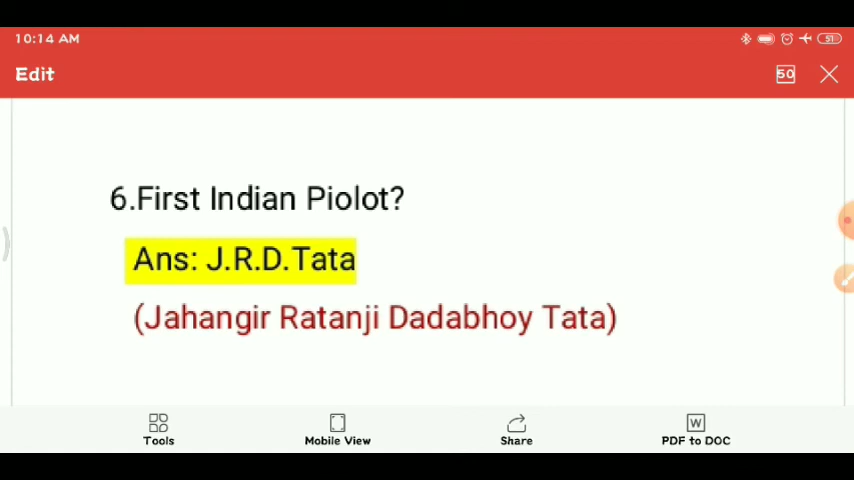 10:14 AM
51
Edit
50
6.First Indian Piolot?
Ans: J.R.D.Tata
(Jahangir Ratanji Dadabhoy Tata)
W
Tools
Mobile View
Share
PDF to DOC